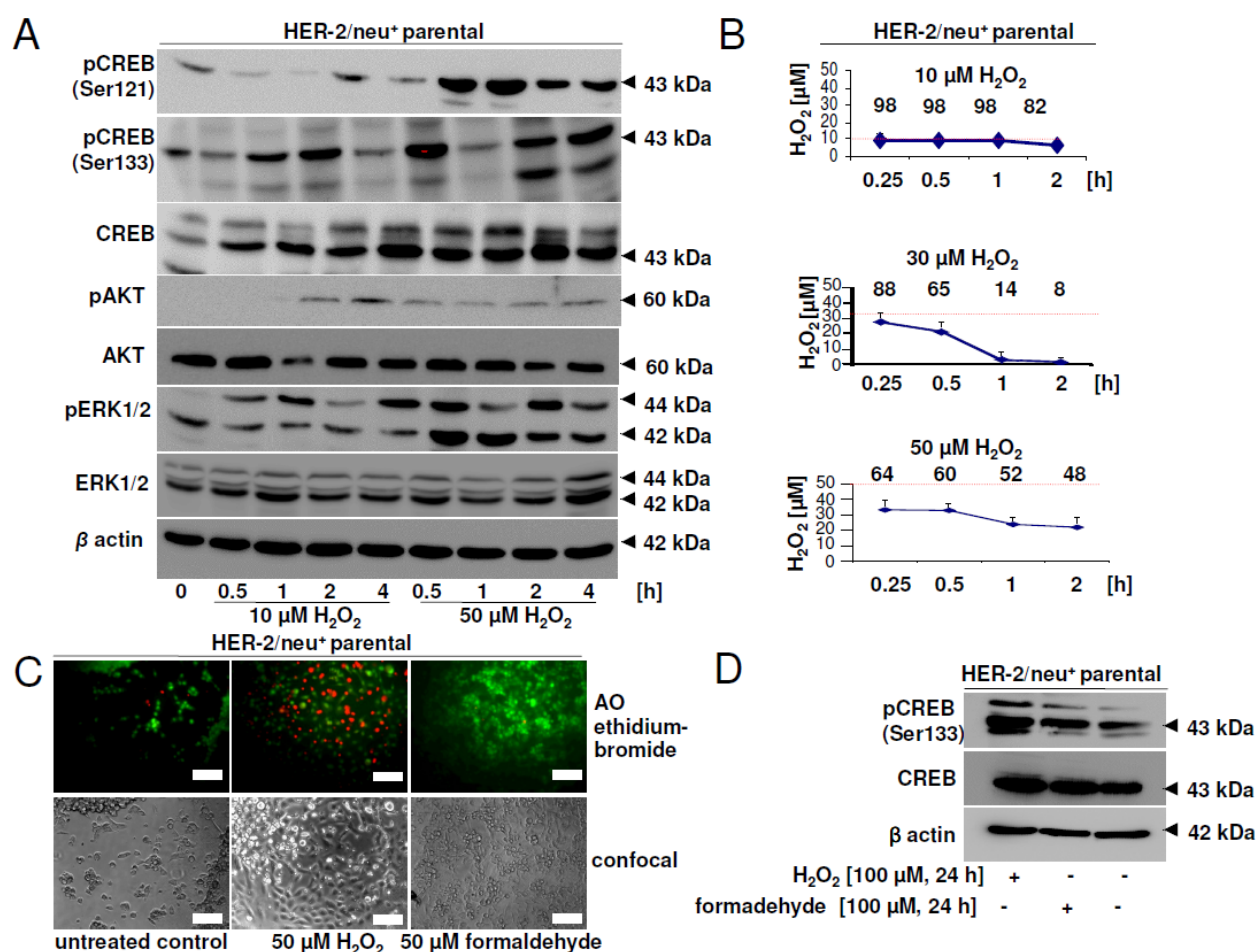 A
HER-2/neu⁺ parental
pCREB
(Ser121)
43 kDa
pCREB
(Ser133)
43 kDa
CREB
43 kDa
pAKT
60 kDa
AKT
60 kDa
pERK1/2
44 kDa
42 kDa
ERK1/2
44 kDa
42 kDa
β actin
42 kDa
0 0.5 1 2 4 0.5 1 2 4 [h]
10 µM H₂O₂ 50 µM H₂O₂
B
HER-2/neu⁺ parental
10 µM H₂O₂
98 98 98 82
H₂O₂ [µM]
50
40
30
20
10
0
0.25 0.5 1 2 [h]
30 µM H₂O₂
88 65 14 8
H₂O₂ [µM]
50
40
30
20
10
0
0.25 0.5 1 2 [h]
50 µM H₂O₂
64 60 52 48
H₂O₂ [µM]
50
40
30
20
10
0
0.25 0.5 1 2 [h]
C
HER-2/neu⁺ parental
AO
ethidium-
bromide
confocal
untreated control 50 µM H₂O₂ 50 µM formaldehyde
D
HER-2/neu⁺ parental
pCREB
(Ser133)
43 kDa
CREB
43 kDa
β actin
42 kDa
H₂O₂ [100 µM, 24 h] + - -
formadehyde [100 µM, 24 h] - + -